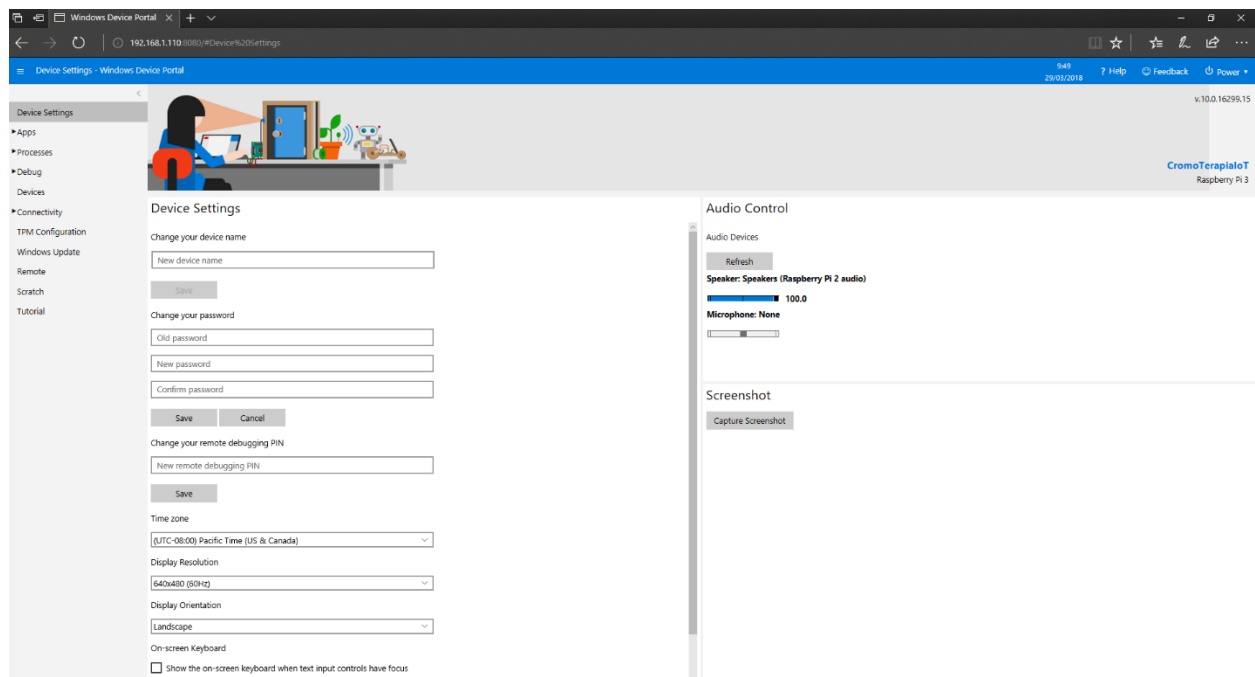 Windows Device Portal
192.168.1.110:8080/#Device%20Settings
Device Settings - Windows Device Portal
9:49
29/03/2018
? Help
Feedback
Power
Device Settings
Apps
Processes
Debug
Devices
Connectivity
TPM Configuration
Windows Update
Remote
Scratch
Tutorial
v.10.0.16299.15
CromoTerapiaIoT
Raspberry Pi 3
Device Settings
Change your device name
New device name
Save
Change your password
Old password
New password
Confirm password
Save Cancel
Change your remote debugging PIN
New remote debugging PIN
Save
Time zone
(UTC-08:00) Pacific Time (US & Canada)
Display Resolution
640x480 (60Hz)
Display Orientation
Landscape
On-screen Keyboard
Show the on-screen keyboard when text input controls have focus
Audio Control
Audio Devices
Refresh
Speaker: Speakers (Raspberry Pi 2 audio)
100.0
Microphone: None
Screenshot
Capture Screenshot